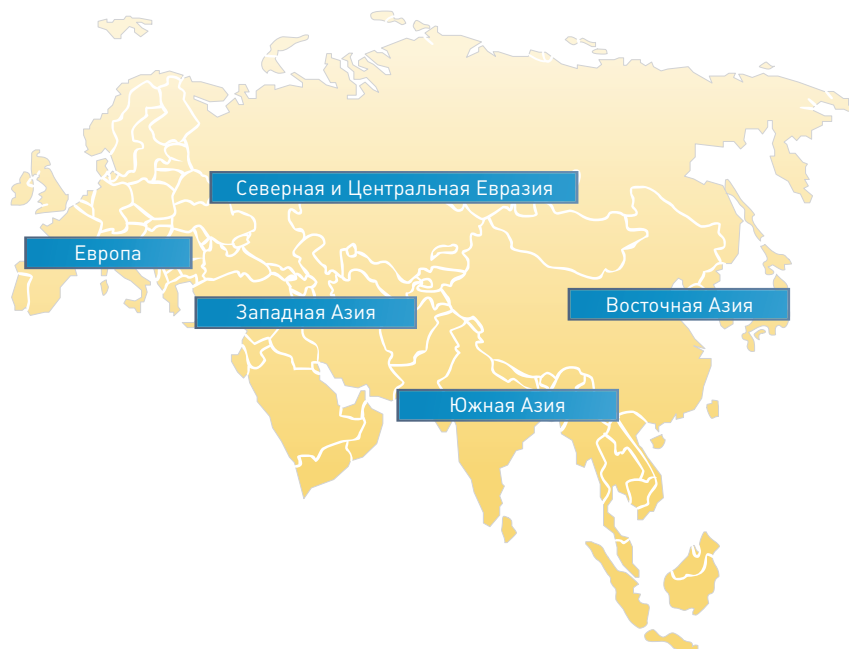 Северная и Центральная Евразия
Европа
Западная Азия
Восточная Азия
Южная Азия